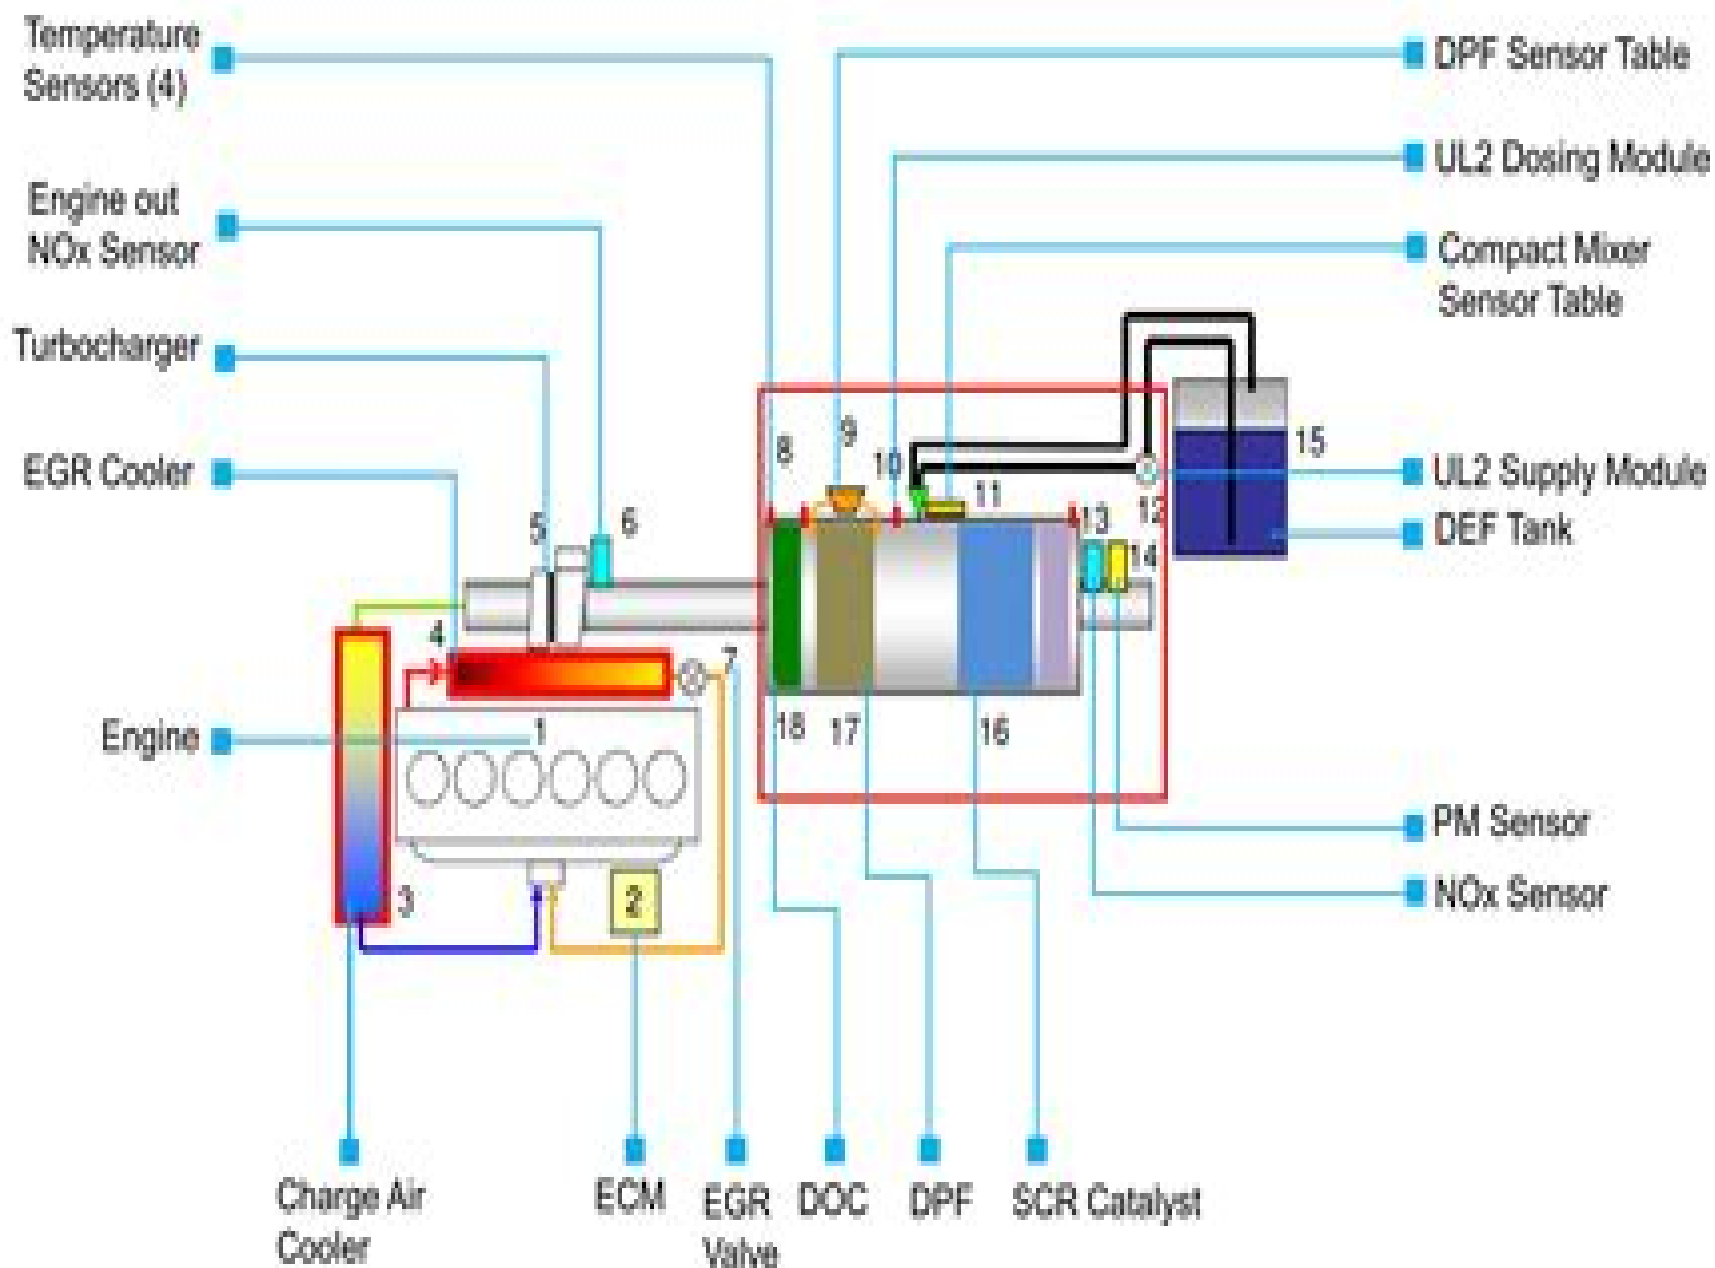 Temperature
Sensors (4)
DPF Sensor Table
UL2 Dosing Module
Engine out
NOx Sensor
Compact Mixer
Sensor Table
Turbocharger
EGR Cooler
UL2 Supply Module
DEF Tank
Engine
PM Sensor
NOx Sensor
8
9
10
11
12
13
14
15
5
6
4
7
1
18
17
16
3
2
Charge Air
Cooler
ECM
EGR
Valve
DOC
DPF
SCR Catalyst